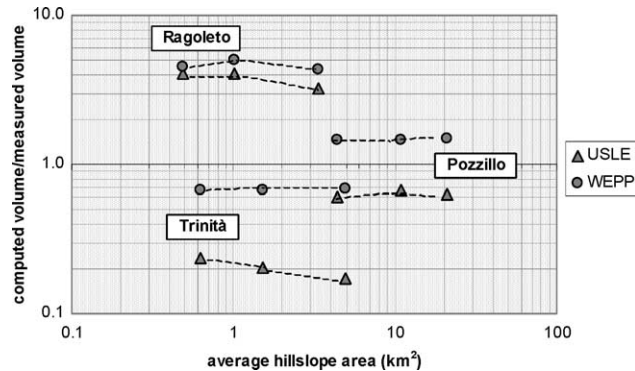 10.0
Ragoleto
computed volume/measured volume
1.0
Pozzillo
USLE
WEPP
Trinità
0.1
0.1 1 10 100
average hillslope area (km²)